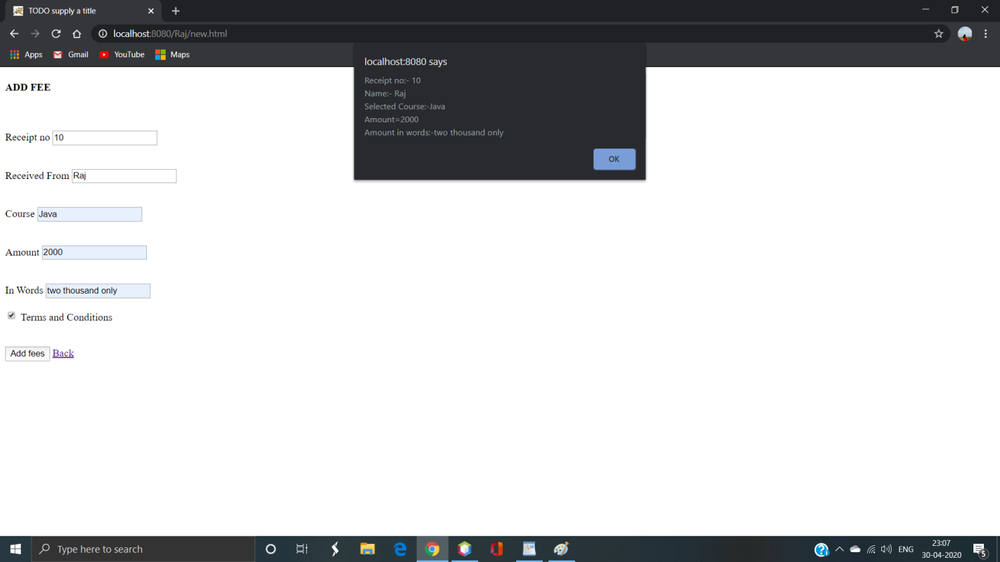 TODO supply a title
localhost:8080/Raj/new.html
Apps Gmail YouTube Maps
localhost:8080 says
Receipt no:- 10
Name:- Raj
Selected Course:-Java
Amount=2000
Amount in words:-two thousand only
OK
ADD FEE
Receipt no 10
Received From Raj
Course Java
Amount 2000
In Words two thousand only
Terms and Conditions
Add fees Back
Type here to search
ENG
23:07
30-04-2020
5